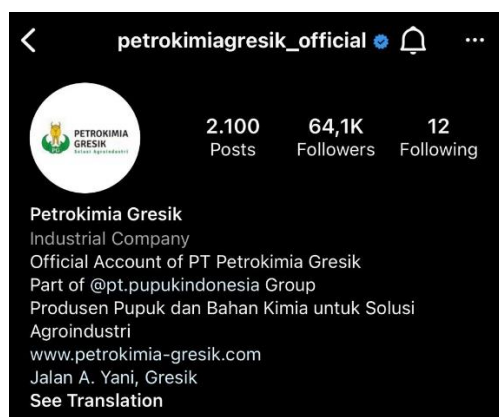 petrokimiagresik_official
PETROKIMIA
GRESIK
Solusi Agroindustri
PG
2.100
Posts
64,1K
Followers
12
Following
Petrokimia Gresik
Industrial Company
Official Account of PT Petrokimia Gresik
Part of @pt.pupukindonesia Group
Produsen Pupuk dan Bahan Kimia untuk Solusi
Agroindustri
www.petrokimia-gresik.com
Jalan A. Yani, Gresik
See Translation